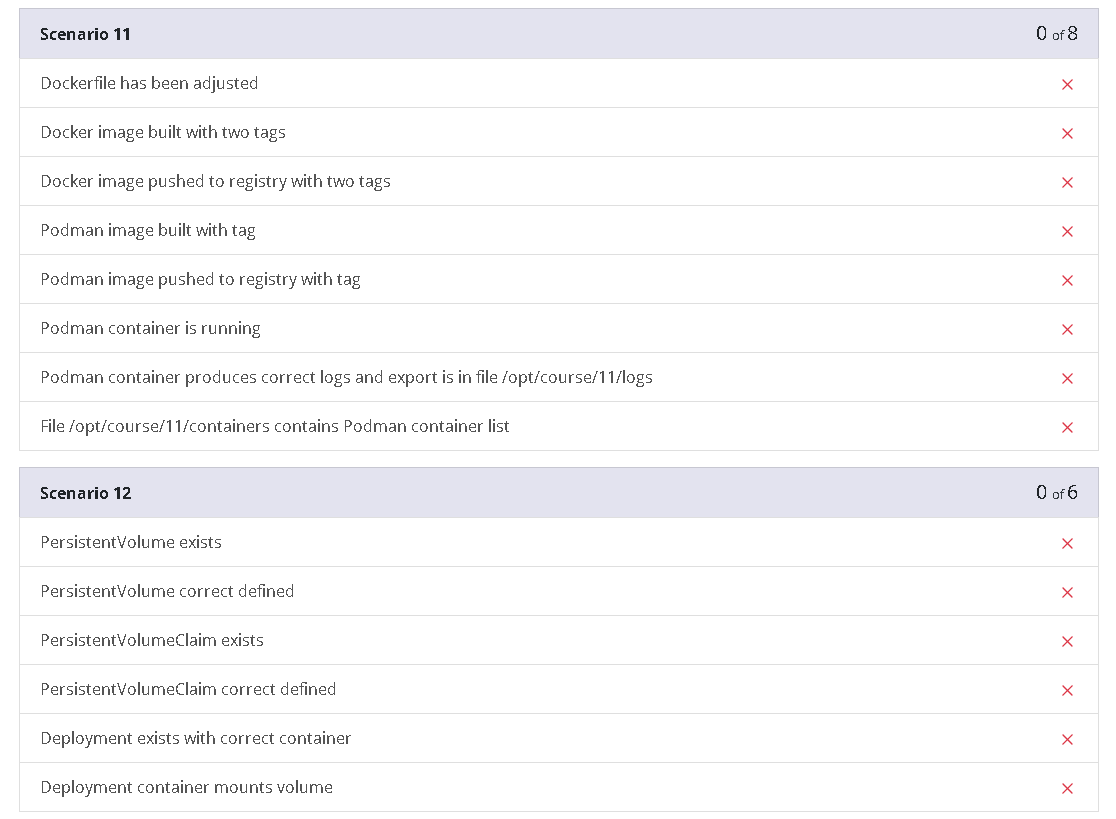 Scenario 11 0 of 8
Dockerfile has been adjusted
Docker image built with two tags
Docker image pushed to registry with two tags
Podman image built with tag
Podman image pushed to registry with tag
Podman container is running
Podman container produces correct logs and export is in file /opt/course/11/logs
File /opt/course/11/containers contains Podman container list
Scenario 12 0 of 6
PersistentVolume exists
PersistentVolume correct defined
PersistentVolumeClaim exists
PersistentVolumeClaim correct defined
Deployment exists with correct container
Deployment container mounts volume